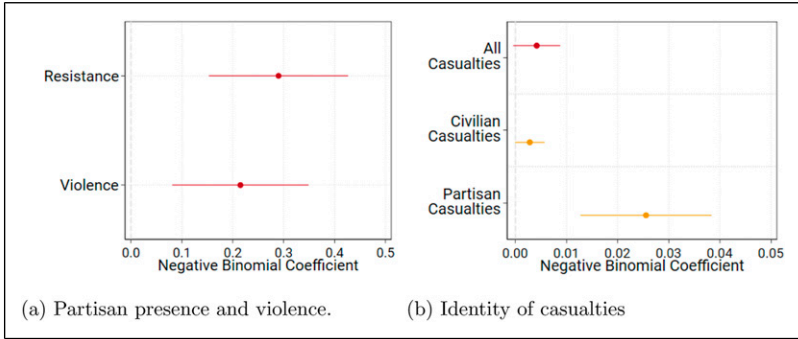 Resistance
Violence
0.0 0.1 0.2 0.3 0.4 0.5
Negative Binomial Coefficient
(a) Partisan presence and violence.
All
Casualties
Civilian
Casualties
Partisan
Casualties
0.00 0.01 0.02 0.03 0.04 0.05
Negative Binomial Coefficient
(b) Identity of casualties